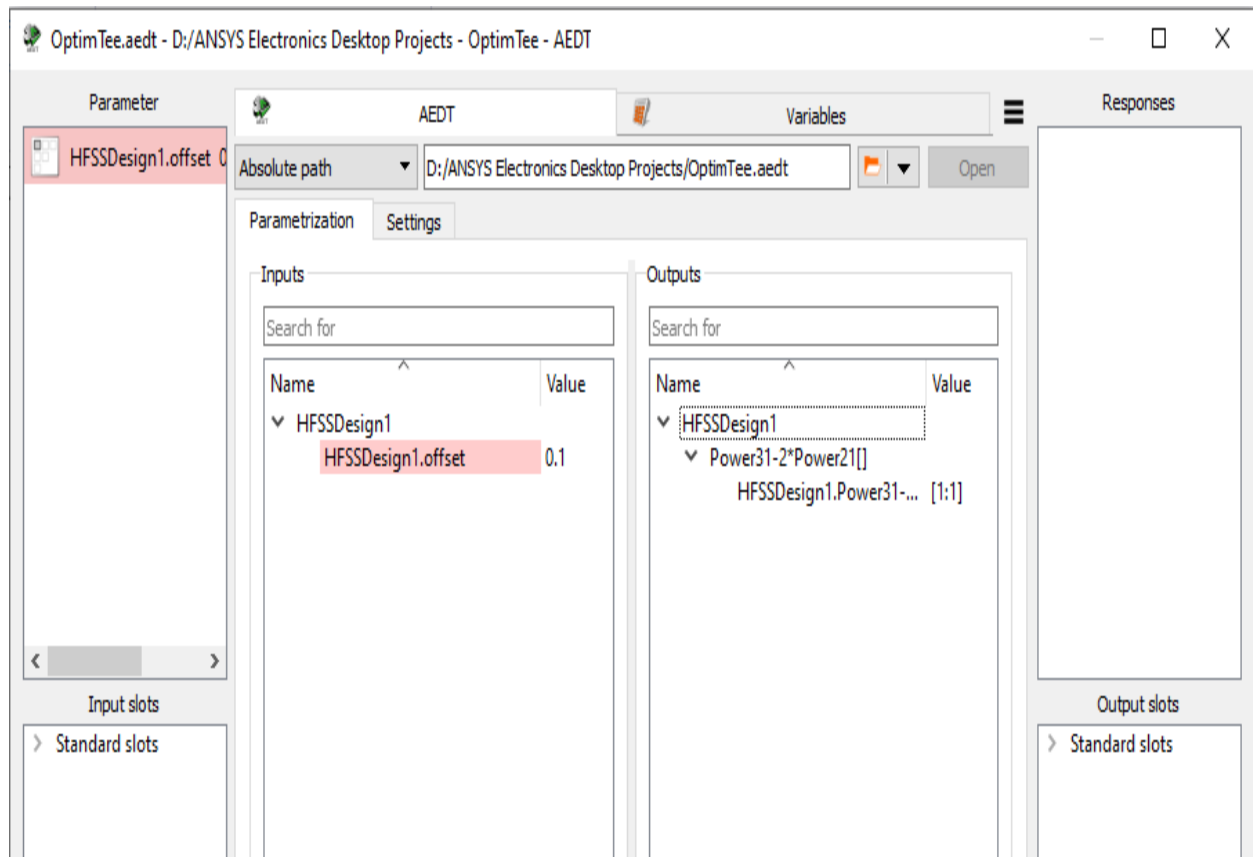 OptimTee.aedt - D:/ANSYS Electronics Desktop Projects - OptimTee - AEDT
Parameter
HFSSDesign1.offset 0
AEDT
Variables
Responses
Absolute path
D:/ANSYS Electronics Desktop Projects/OptimTee.aedt
Open
Parametrization
Settings
Inputs
Search for
Name Value
HFSSDesign1
HFSSDesign1.offset 0.1
Outputs
Search for
Name Value
HFSSDesign1
Power31-2*Power21[]
HFSSDesign1.Power31-... [1:1]
Input slots
Standard slots
Output slots
Standard slots